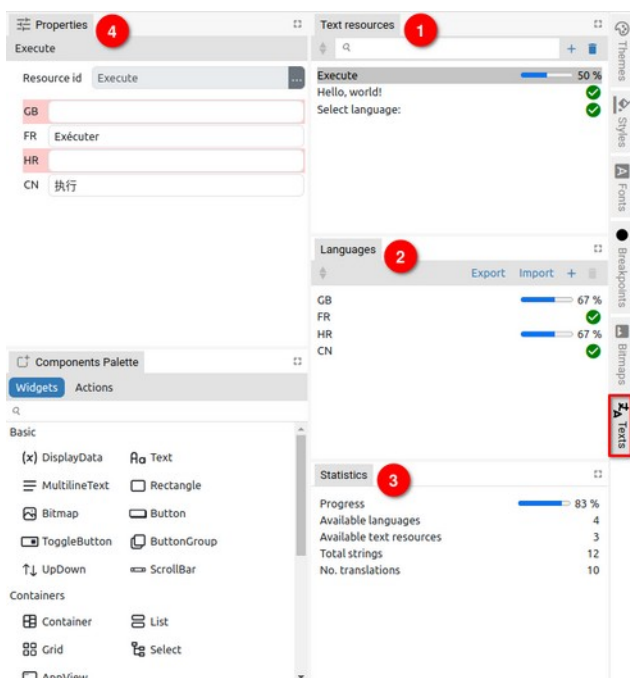 Properties
4
Execute
Resource id Execute ...
GB
FR Exécuter
HR
CN 执行
Components Palette
Widgets Actions
Basic
(x) DisplayData Aa Text
MultilineText Rectangle
Bitmap Button
ToggleButton ButtonGroup
UpDown ScrollBar
Containers
Container List
Grid Select
AppView
Text resources
1
Execute 50 %
Hello, world!
Select language:
Languages
2
Export Import +
GB 67 %
FR
HR 67 %
CN
Statistics
3
Progress 83 %
Available languages 4
Available text resources 3
Total strings 12
No. translations 10
Themes
Styles
Fonts
Breakpoints
Bitmaps
Texts